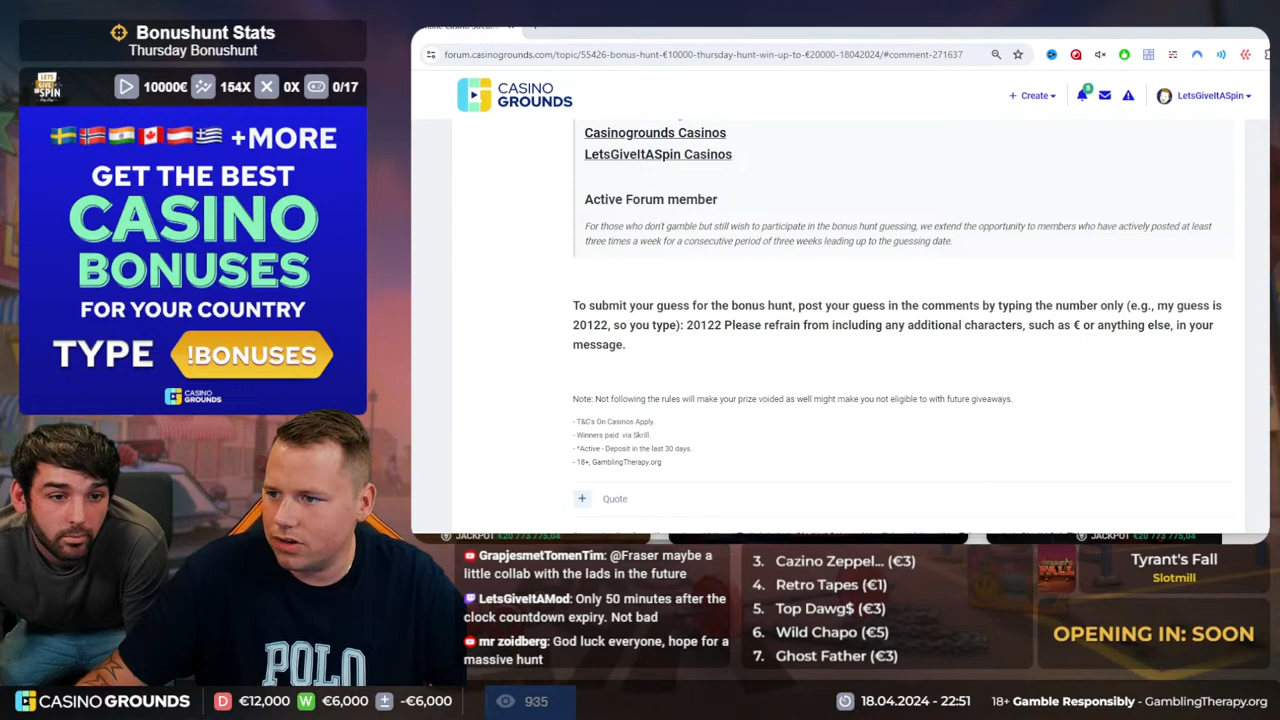 Bonushunt Stats
Thursday Bonushunt
10000€ 154X 0X 0/17
+MORE
GET THE BEST
CASINO
BONUSES
FOR YOUR COUNTRY
TYPE !BONUSES
CASINO
GROUNDS
forum.casinogrounds.com/topic/55426-bonus-hunt-€10000-thursday-hunt-win-up-to-€20000-18042024/#comment-271637
CASINO
GROUNDS
+ Create
LetsGiveItASpin
Casinogrounds Casinos
LetsGiveItASpin Casinos
Active Forum member
For those who don't gamble but still wish to participate in the bonus hunt guessing, we extend the opportunity to members who have actively posted at least
three times a week for a consecutive period of three weeks leading up to the guessing date.
To submit your guess for the bonus hunt, post your guess in the comments by typing the number only (e.g., my guess is
20122, so you type): 20122 Please refrain from including any additional characters, such as € or anything else, in your
message.
Note: Not following the rules will make your prize voided as well might make you not eligible to with future giveaways.
- T&C's On Casinos Apply.
- Winners paid via Skrill.
- *Active - Deposit in the last 30 days.
- 18+, GamblingTherapy.org
+ Quote
JACKPOT €20 773 775,04
JACKPOT €20 773 775,04
GrapjesmetTomenTim: @Fraser maybe a
little collab with the lads in the future
LetsGiveItAMod: Only 50 minutes after the
clock countdown expiry. Not bad
mr zoidberg: God luck everyone, hope for a
massive hunt
3. Cazino Zeppel... (€3)
4. Retro Tapes (€1)
5. Top Dawg$ (€3)
6. Wild Chapo (€5)
7. Ghost Father (€3)
Tyrant's Fall
Slotmill
OPENING IN: SOON
POLO
CASINOGROUNDS
D €12,000 W €6,000 ± -€6,000
935
18.04.2024 - 22:51
18+ Gamble Responsibly - GamblingTherapy.org